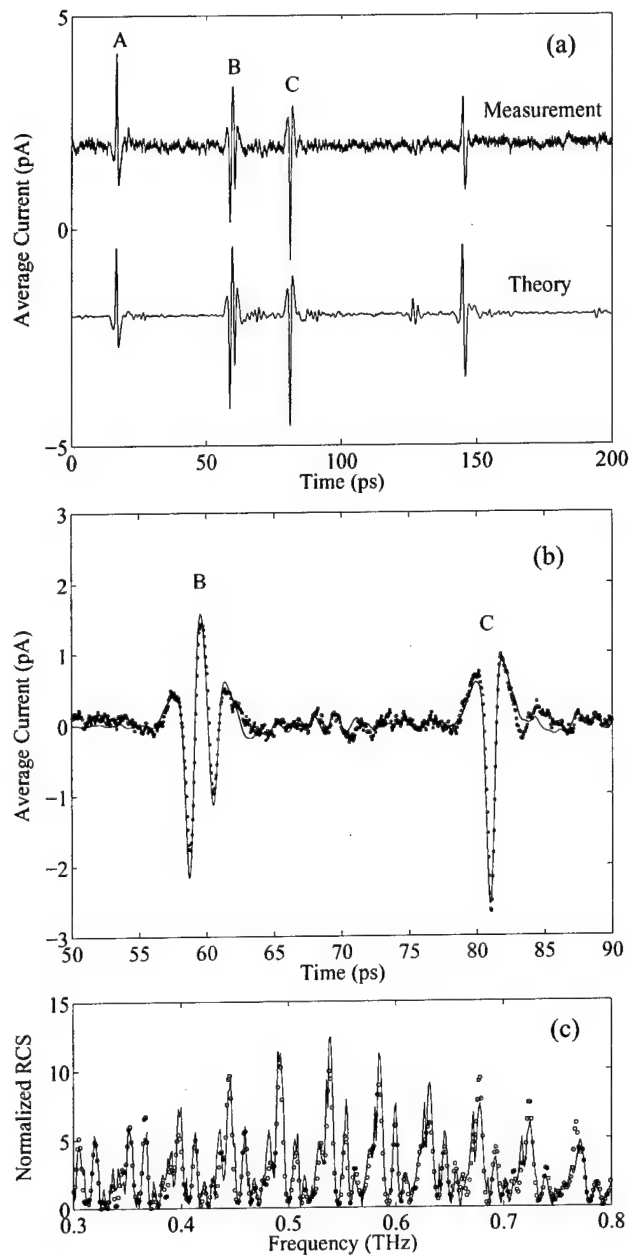 5
(a)
A
B
C
Measurement
Average Current (pA)
0
Theory
−5
0
50
100
150
200
Time (ps)
3
(b)
2
B
C
1
Average Current (pA)
0
−1
−2
−3
50
55
60
65
70
75
80
85
90
Time (ps)
15
(c)
Normalized RCS
10
5
0
0.3
0.4
0.5
0.6
0.7
0.8
Frequency (THz)